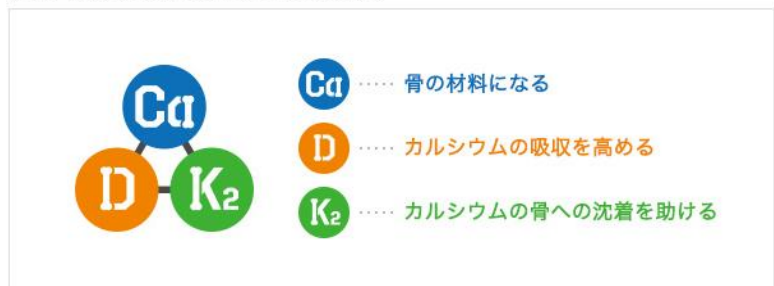 Ca
D K2
Ca ····· 骨の材料になる
D ····· カルシウムの吸収を高める
K2 ····· カルシウムの骨への沈着を助ける